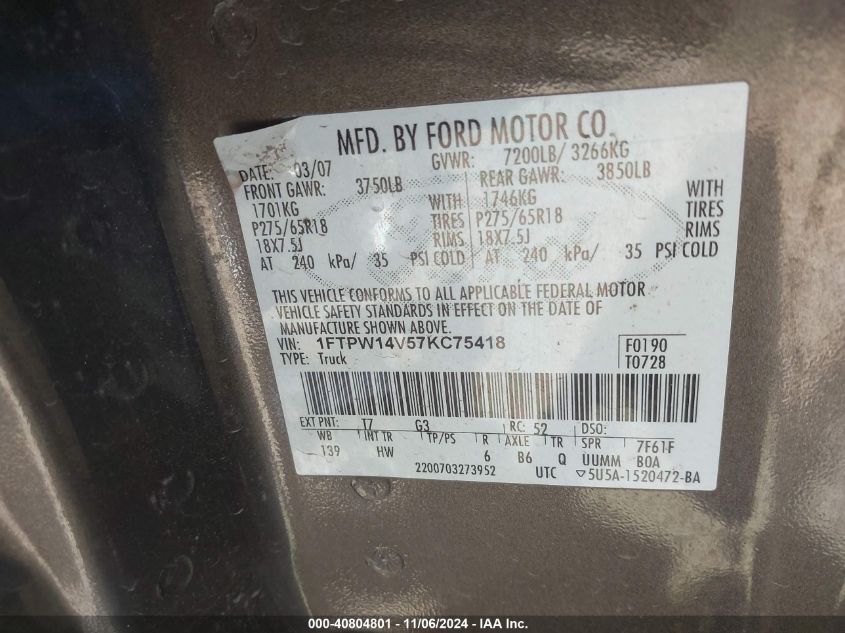 MFD. BY FORD MOTOR CO.
DATE: 03/07 GVWR: 7200LB/ 3266KG
FRONT GAWR: 3750LB REAR GAWR: 3850LB
1701KG WITH 1746KG WITH
P275/65R18 TIRES P275/65R18 TIRES
18X7.5J RIMS 18X7.5J RIMS
AT 240 kPa/ 35 PSI COLD AT 240 kPa/ 35 PSI COLD
THIS VEHICLE CONFORMS TO ALL APPLICABLE FEDERAL MOTOR
VEHICLE SAFETY STANDARDS IN EFFECT ON THE DATE OF
MANUFACTURE SHOWN ABOVE.
VIN: 1FTPW14V57KC75418 F0190
TYPE: Truck T0728
EXT PNT: T7 G3 RC: 52 DSO:
WB INT TR TP/PS R AXLE TR SPR 7F61F
139 HW 6 B6 Q UUMM BOA
2200703273952 UTC 5U5A-1520472-BA
000-40804801 - 11/06/2024 - IAA Inc.